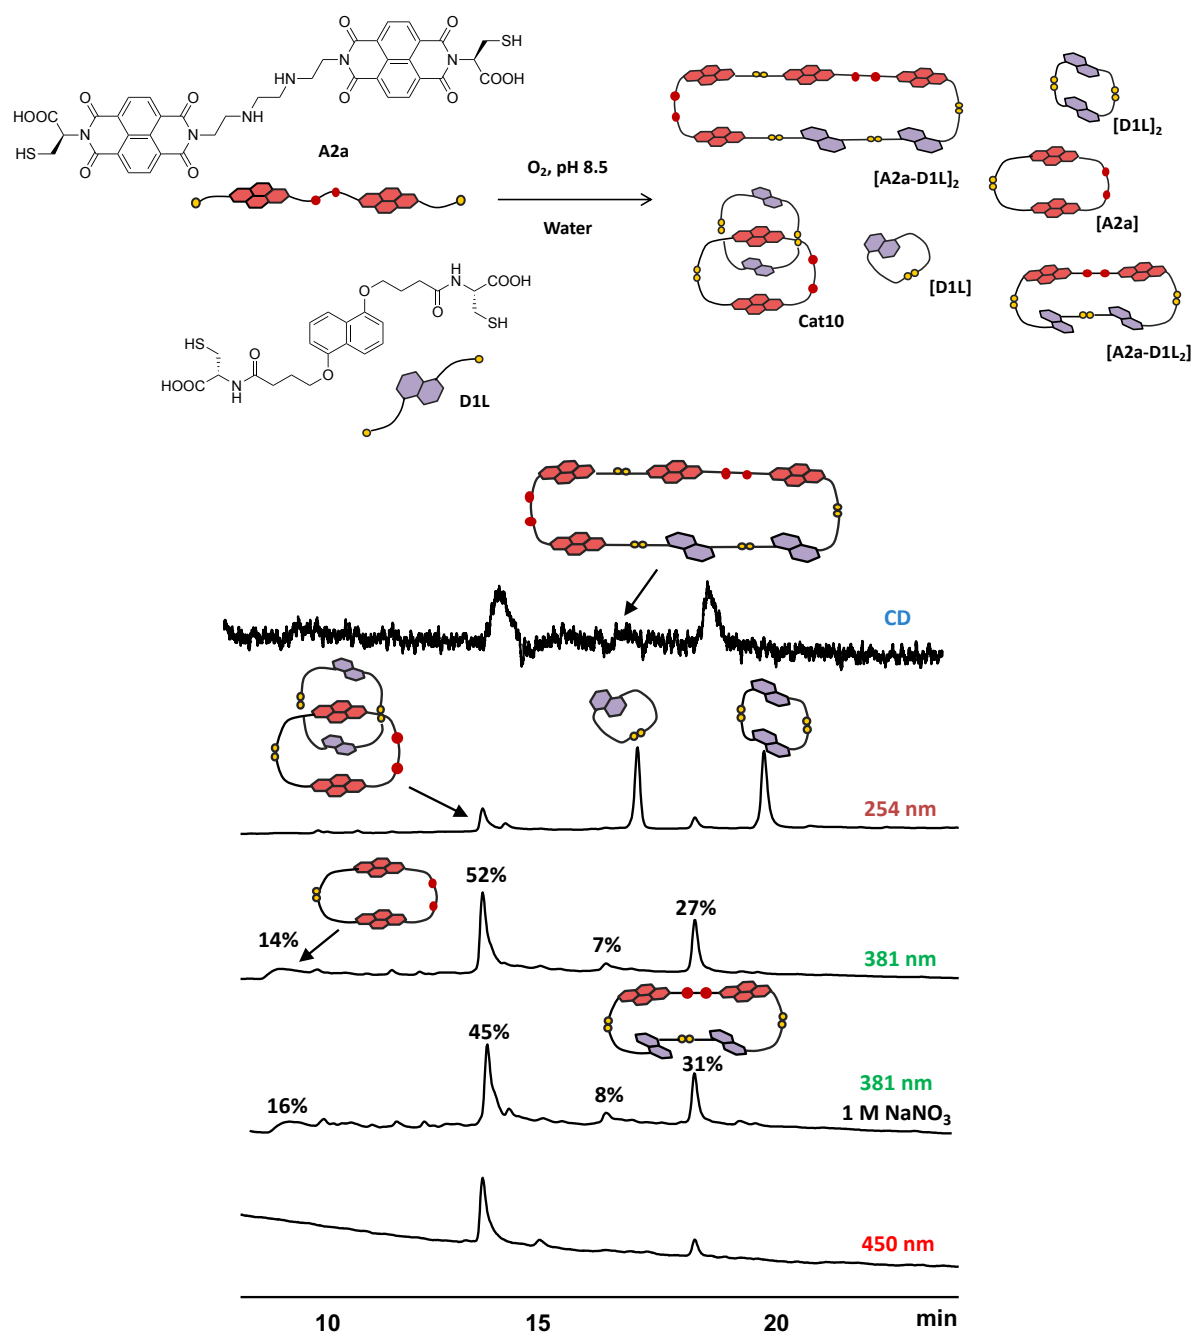 O
O
SH
N
N
COOH
O
O
HN
NH
HOOC
O
O
N
N
HS
O
O
A2a
O₂, pH 8.5
Water
[A2a-D1L]₂
[D1L]₂
[A2a]
[D1L]
Cat10
[A2a-D1L₂]
H
N
COOH
O
O
SH
HS
O
HOOC
N
H
O
D1L
CD
254 nm
52%
27%
14%
7%
381 nm
45%
31%
16%
8%
381 nm
1 M NaNO₃
450 nm
10
15
20
min